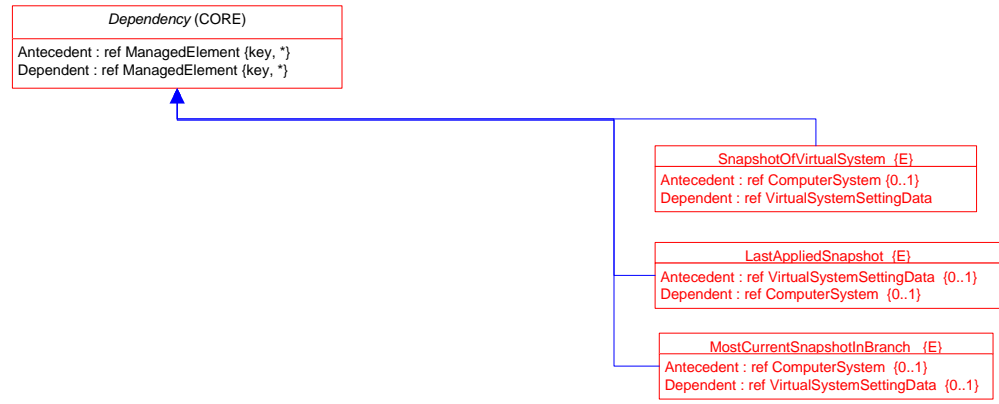 Dependency (CORE)
Antecedent : ref ManagedElement {key, *}
Dependent : ref ManagedElement {key, *}
SnapshotOfVirtualSystem {E}
Antecedent : ref ComputerSystem {0..1}
Dependent : ref VirtualSystemSettingData
LastAppliedSnapshot {E}
Antecedent : ref VirtualSystemSettingData {0..1}
Dependent : ref ComputerSystem {0..1}
MostCurrentSnapshotInBranch {E}
Antecedent : ref ComputerSystem {0..1}
Dependent : ref VirtualSystemSettingData {0..1}